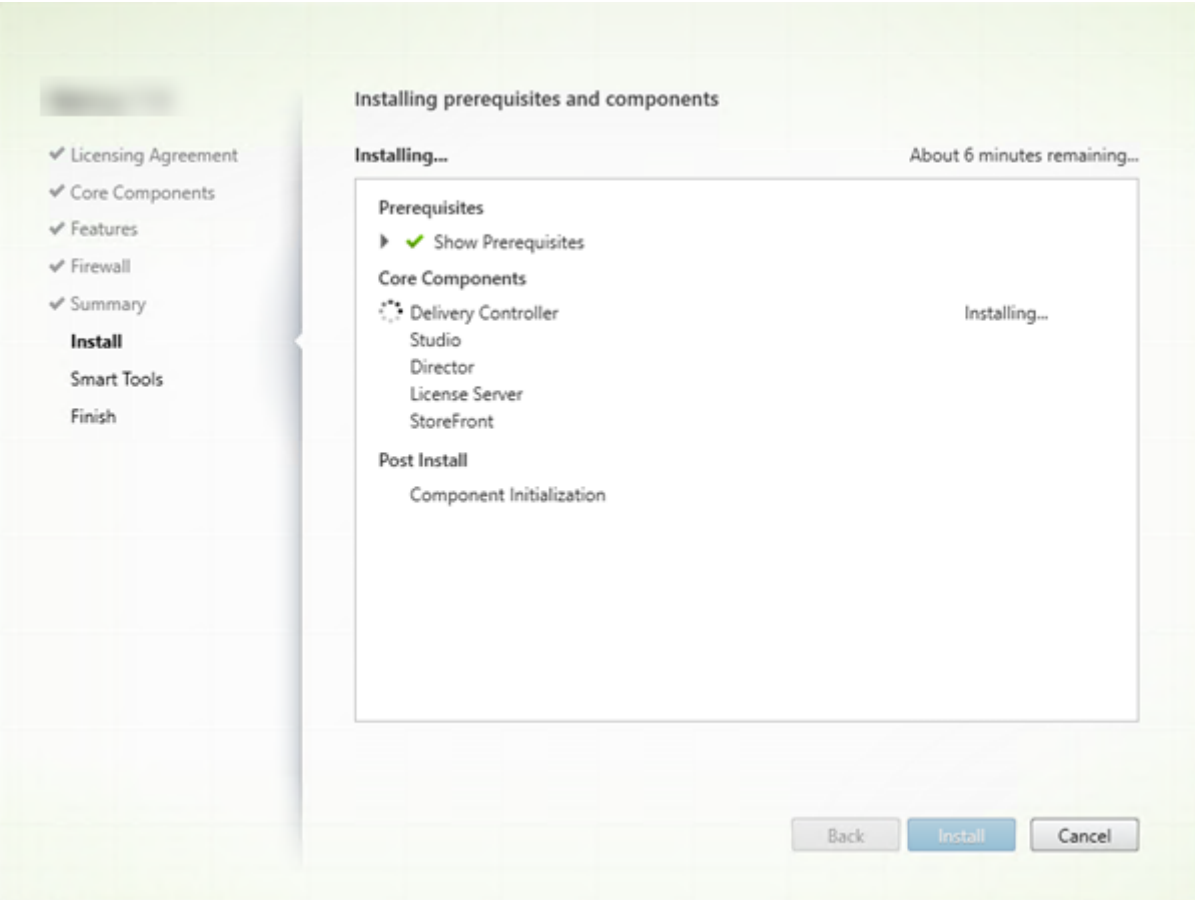 Installing prerequisites and components
Licensing Agreement
Core Components
Features
Firewall
Summary
Install
Smart Tools
Finish
Installing... About 6 minutes remaining...
Prerequisites
Show Prerequisites
Core Components
Delivery Controller Installing...
Studio
Director
License Server
StoreFront
Post Install
Component Initialization
Back Install Cancel